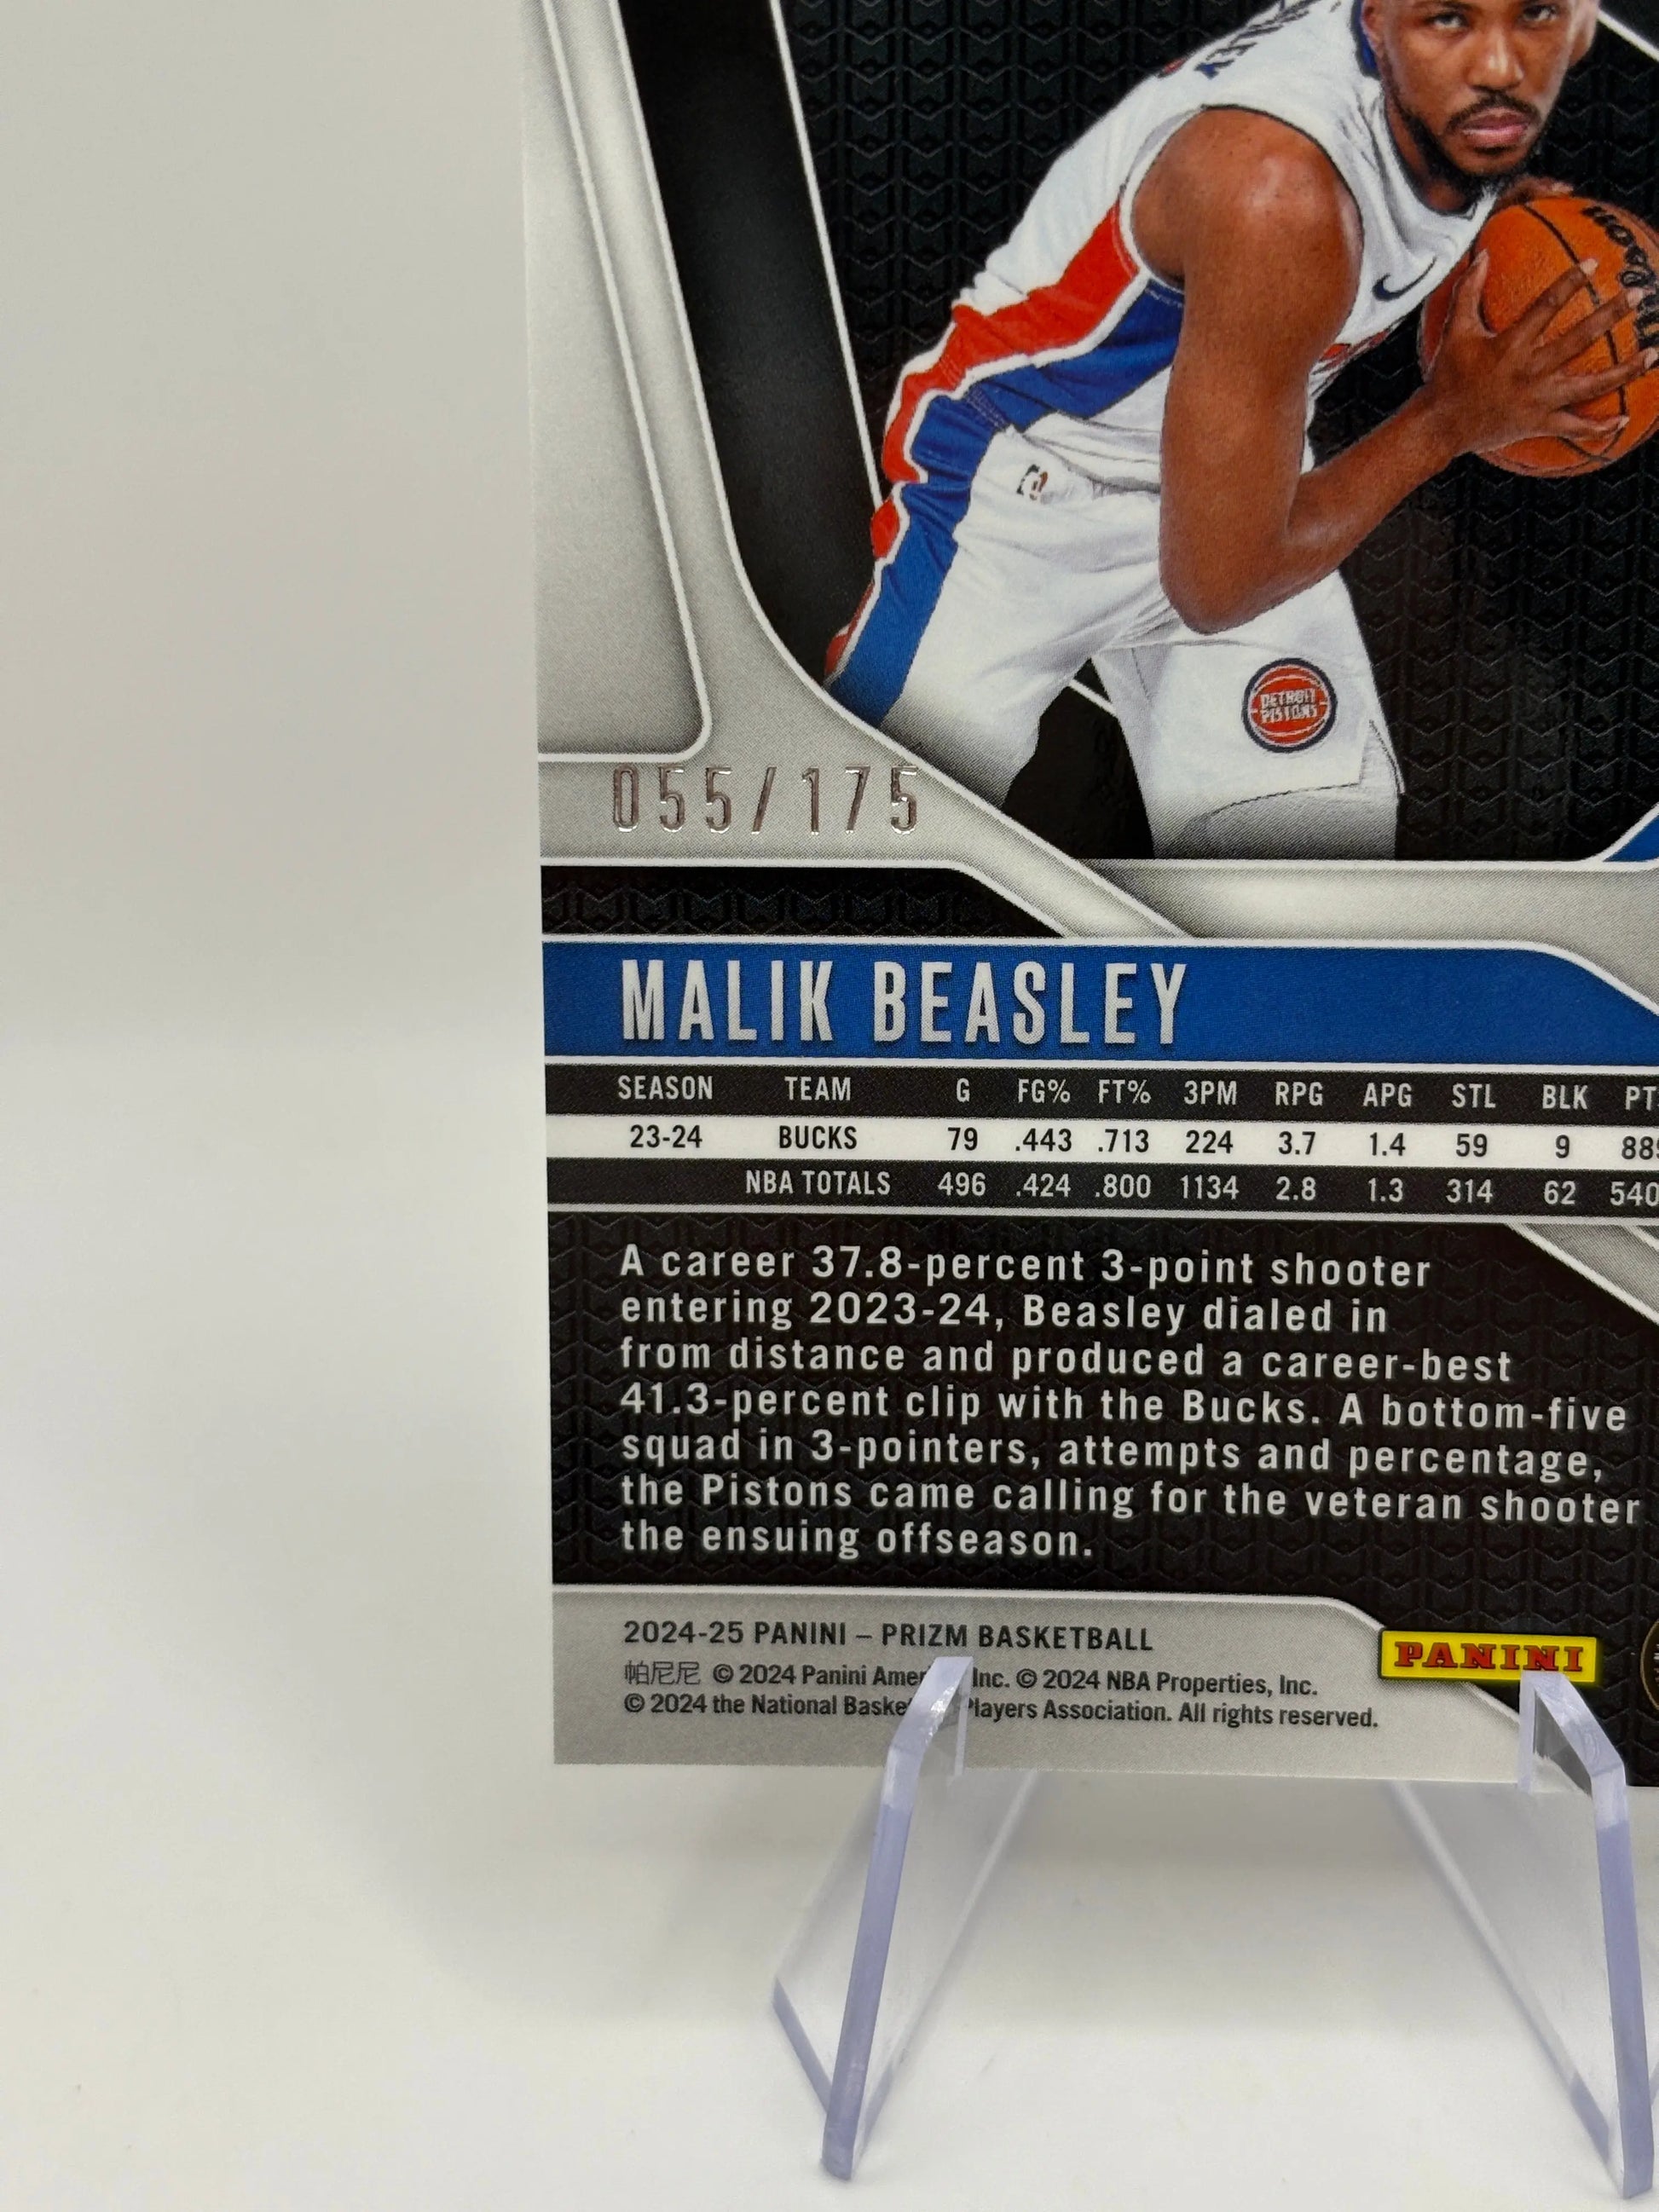 DETROIT
PISTONS
055/175
MALIK BEASLEY
SEASON TEAM G FG% FT% 3PM RPG APG STL BLK
23-24 BUCKS 79 .443 .713 224 3.7 1.4 59 9
NBA TOTALS 496 .424 .800 1134 2.8 1.3 314 62
A career 37.8-percent 3-point shooter
entering 2023-24, Beasley dialed in
from distance and produced a career-best
41.3-percent clip with the Bucks. A bottom-five
squad in 3-pointers, attempts and percentage,
the Pistons came calling for the veteran shooter
the ensuing offseason.
2024-25 PANINI – PRIZM BASKETBALL
PANINI
帕尼尼 © 2024 Panini Inc. © 2024 NBA Properties, Inc.
© 2024 the National Players Association. All rights reserved.